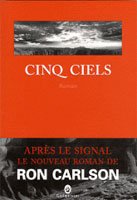 CINQ CIELS
Roman
APRÈS LE SIGNAL
LE NOUVEAU ROMAN DE
RON CARLSON